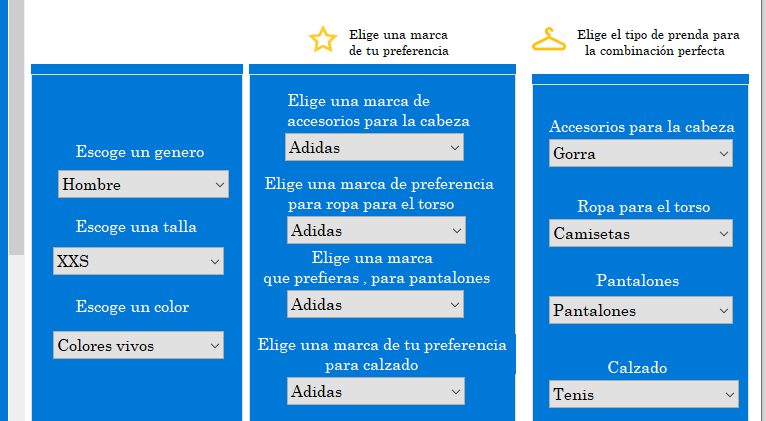 Elige una marca
de tu preferencia
Elige el tipo de prenda para
la combinación perfecta
Escoge un genero
Hombre
Escoge una talla
XXS
Escoge un color
Colores vivos
Elige una marca de
accesorios para la cabeza
Adidas
Elige una marca de preferencia
para ropa para el torso
Adidas
Elige una marca
que prefieras , para pantalones
Adidas
Elige una marca de tu preferencia
para calzado
Adidas
Accesorios para la cabeza
Gorra
Ropa para el torso
Camisetas
Pantalones
Pantalones
Calzado
Tenis